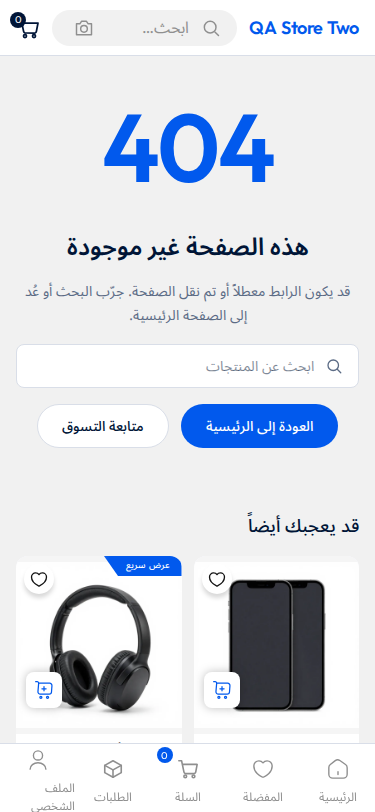 QA Store Two
ابحث...
0
404
هذه الصفحة غير موجودة
قد يكون الرابط معطلاً أو تم نقل الصفحة. جرّب البحث أو عُد
إلى الصفحة الرئيسية.
ابحث عن المنتجات
العودة إلى الرئيسية
متابعة التسوق
قد يعجبك أيضاً
عرض سريع
الرئيسية
المفضلة
0
السلة
الطلبات
الملف
الشخصي